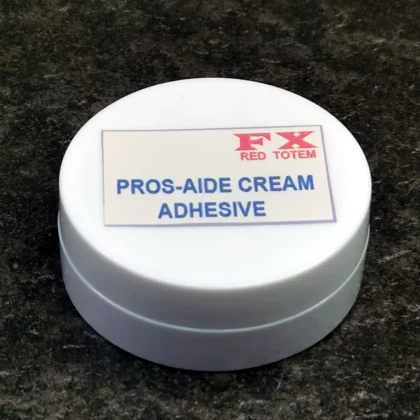 FX
RED TOTEM
PROS-AIDE CREAM
ADHESIVE